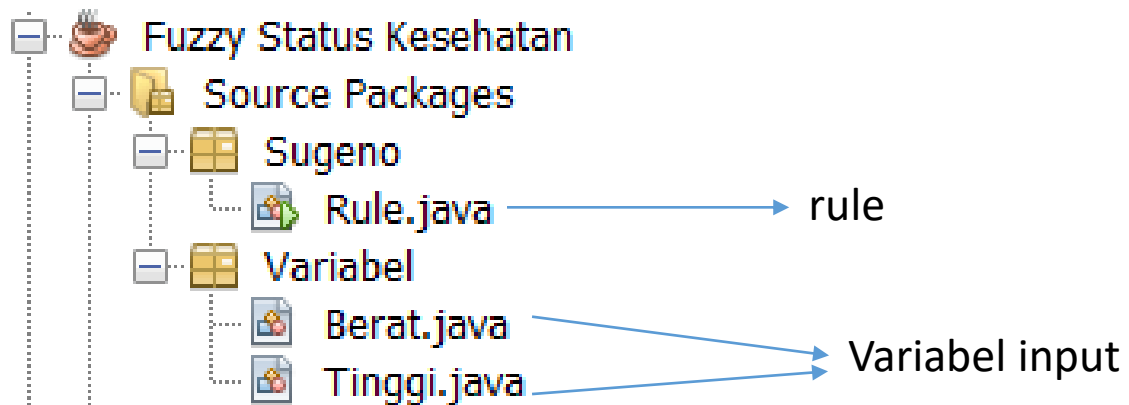 Fuzzy Status Kesehatan
Source Packages
Sugeno
Rule.java
rule
Variabel
Berat.java
Variabel input
Tinggi.java